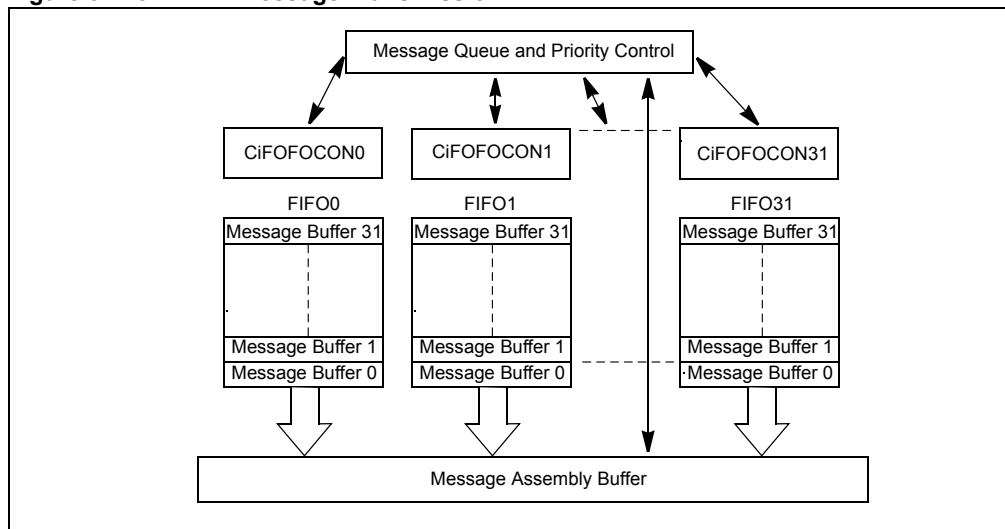 Message Queue and Priority Control
CiFOFOCON0
CiFOFOCON1
CiFOFOCON31
FIFO0
FIFO1
FIFO31
Message Buffer 31
Message Buffer 31
Message Buffer 31
Message Buffer 1
Message Buffer 1
Message Buffer 1
Message Buffer 0
Message Buffer 0
Message Buffer 0
Message Assembly Buffer